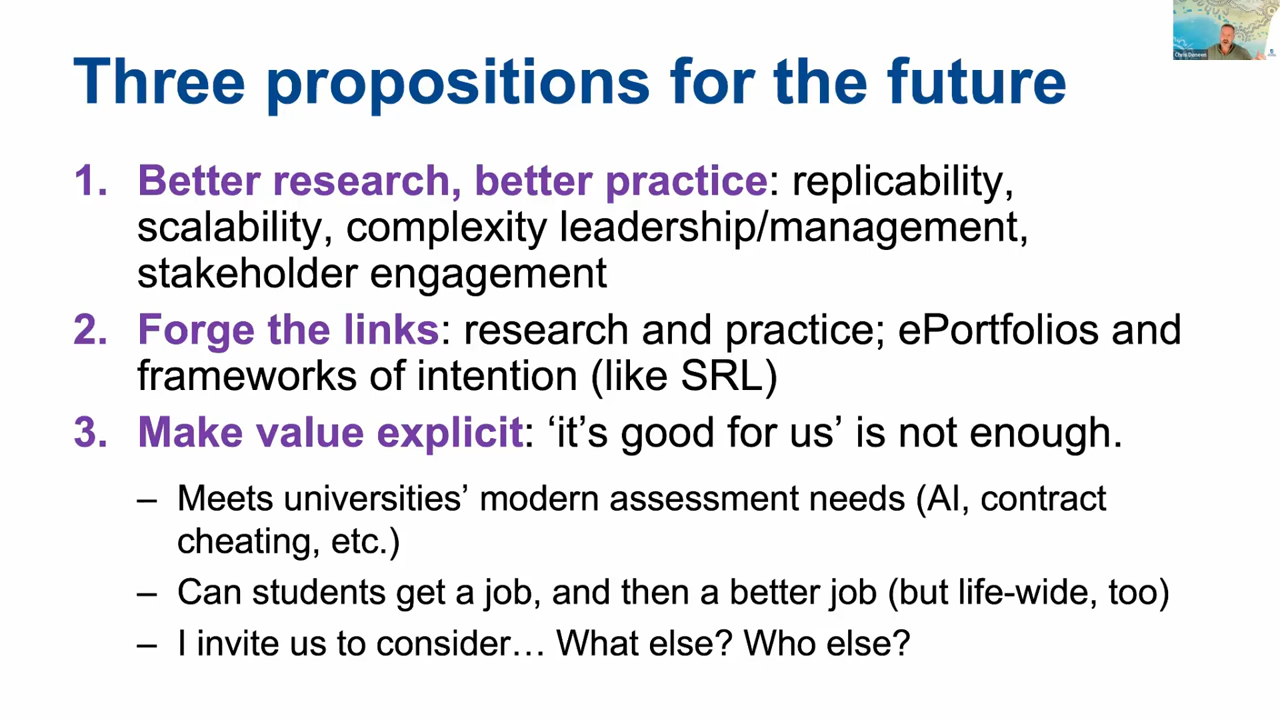 Three propositions for the future
1. Better research, better practice: replicability,
scalability, complexity leadership/management,
stakeholder engagement
2. Forge the links: research and practice; ePortfolios and
frameworks of intention (like SRL)
3. Make value explicit: ‘it’s good for us’ is not enough.
– Meets universities’ modern assessment needs (AI, contract
cheating, etc.)
– Can students get a job, and then a better job (but life-wide, too)
– I invite us to consider… What else? Who else?